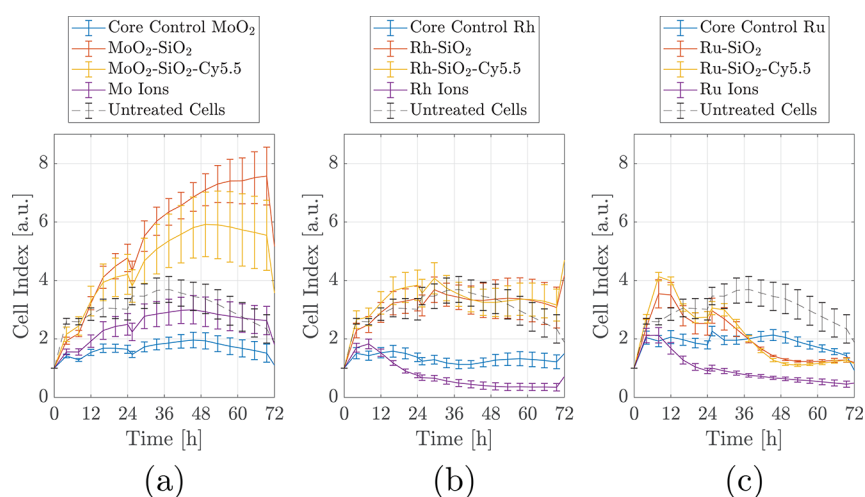 Core Control MoO₂
MoO₂-SiO₂
MoO₂-SiO₂-Cy5.5
Mo Ions
Untreated Cells
Cell Index [a.u.]
8
6
4
2
0
0 12 24 36 48 60 72
Time [h]
(a)
Core Control Rh
Rh-SiO₂
Rh-SiO₂-Cy5.5
Rh Ions
Untreated Cells
Cell Index [a.u.]
8
6
4
2
0
0 12 24 36 48 60 72
Time [h]
(b)
Core Control Ru
Ru-SiO₂
Ru-SiO₂-Cy5.5
Ru Ions
Untreated Cells
Cell Index [a.u.]
8
6
4
2
0
0 12 24 36 48 60 72
Time [h]
(c)